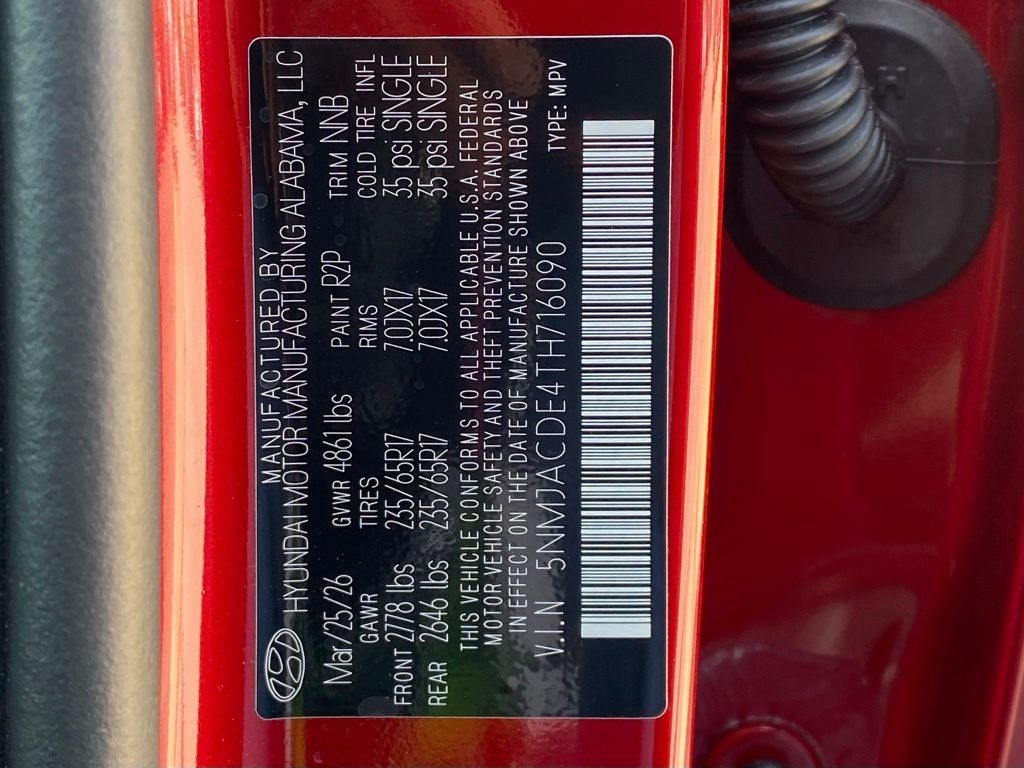 MANUFACTURED BY
HYUNDAI MOTOR MANUFACTURING ALABAMA, LLC
Mar/25/26 GVWR 4861 lbs PAINT R2P TRIM NNB
GAWR TIRES RIMS COLD TIRE INFL
FRONT 2778 lbs 235/65R17 7.0JX17 35 psi SINGLE
REAR 2646 lbs 235/65R17 7.0JX17 35 psi SINGLE
THIS VEHICLE CONFORMS TO ALL APPLICABLE U.S.A. FEDERAL
MOTOR VEHICLE SAFETY AND THEFT PREVENTION STANDARDS
IN EFFECT ON THE DATE OF MANUFACTURE SHOWN ABOVE
V.I.N 5NMJACDE4TH716090 TYPE: MPV